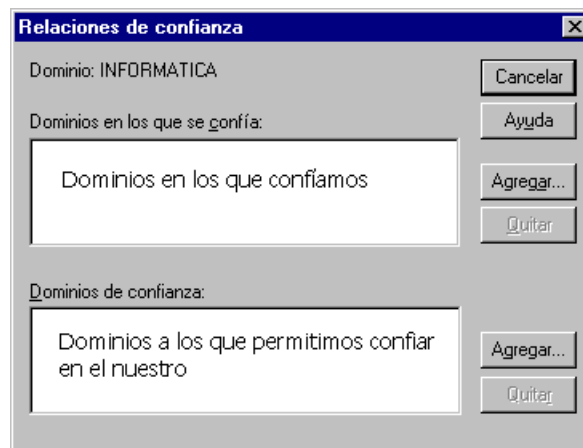 Relaciones de confianza
Dominio: INFORMATICA
Cancelar
Dominios en los que se confía:
Ayuda
Dominios en los que confíamos
Agregar...
Quitar
Dominios de confianza:
Dominios a los que permitimos confiar
en el nuestro
Agregar...
Quitar